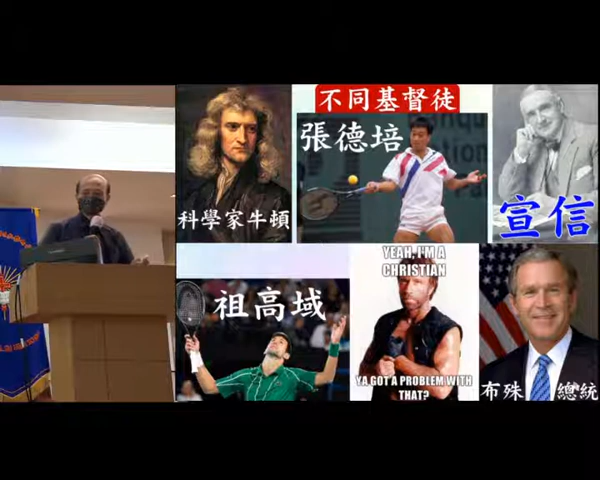 不同基督徒
科學家牛頓
張德培
宣信
祖高域
YEAH, I'M A
CHRISTIAN
YA GOT A PROBLEM WITH
THAT?
布殊
總統